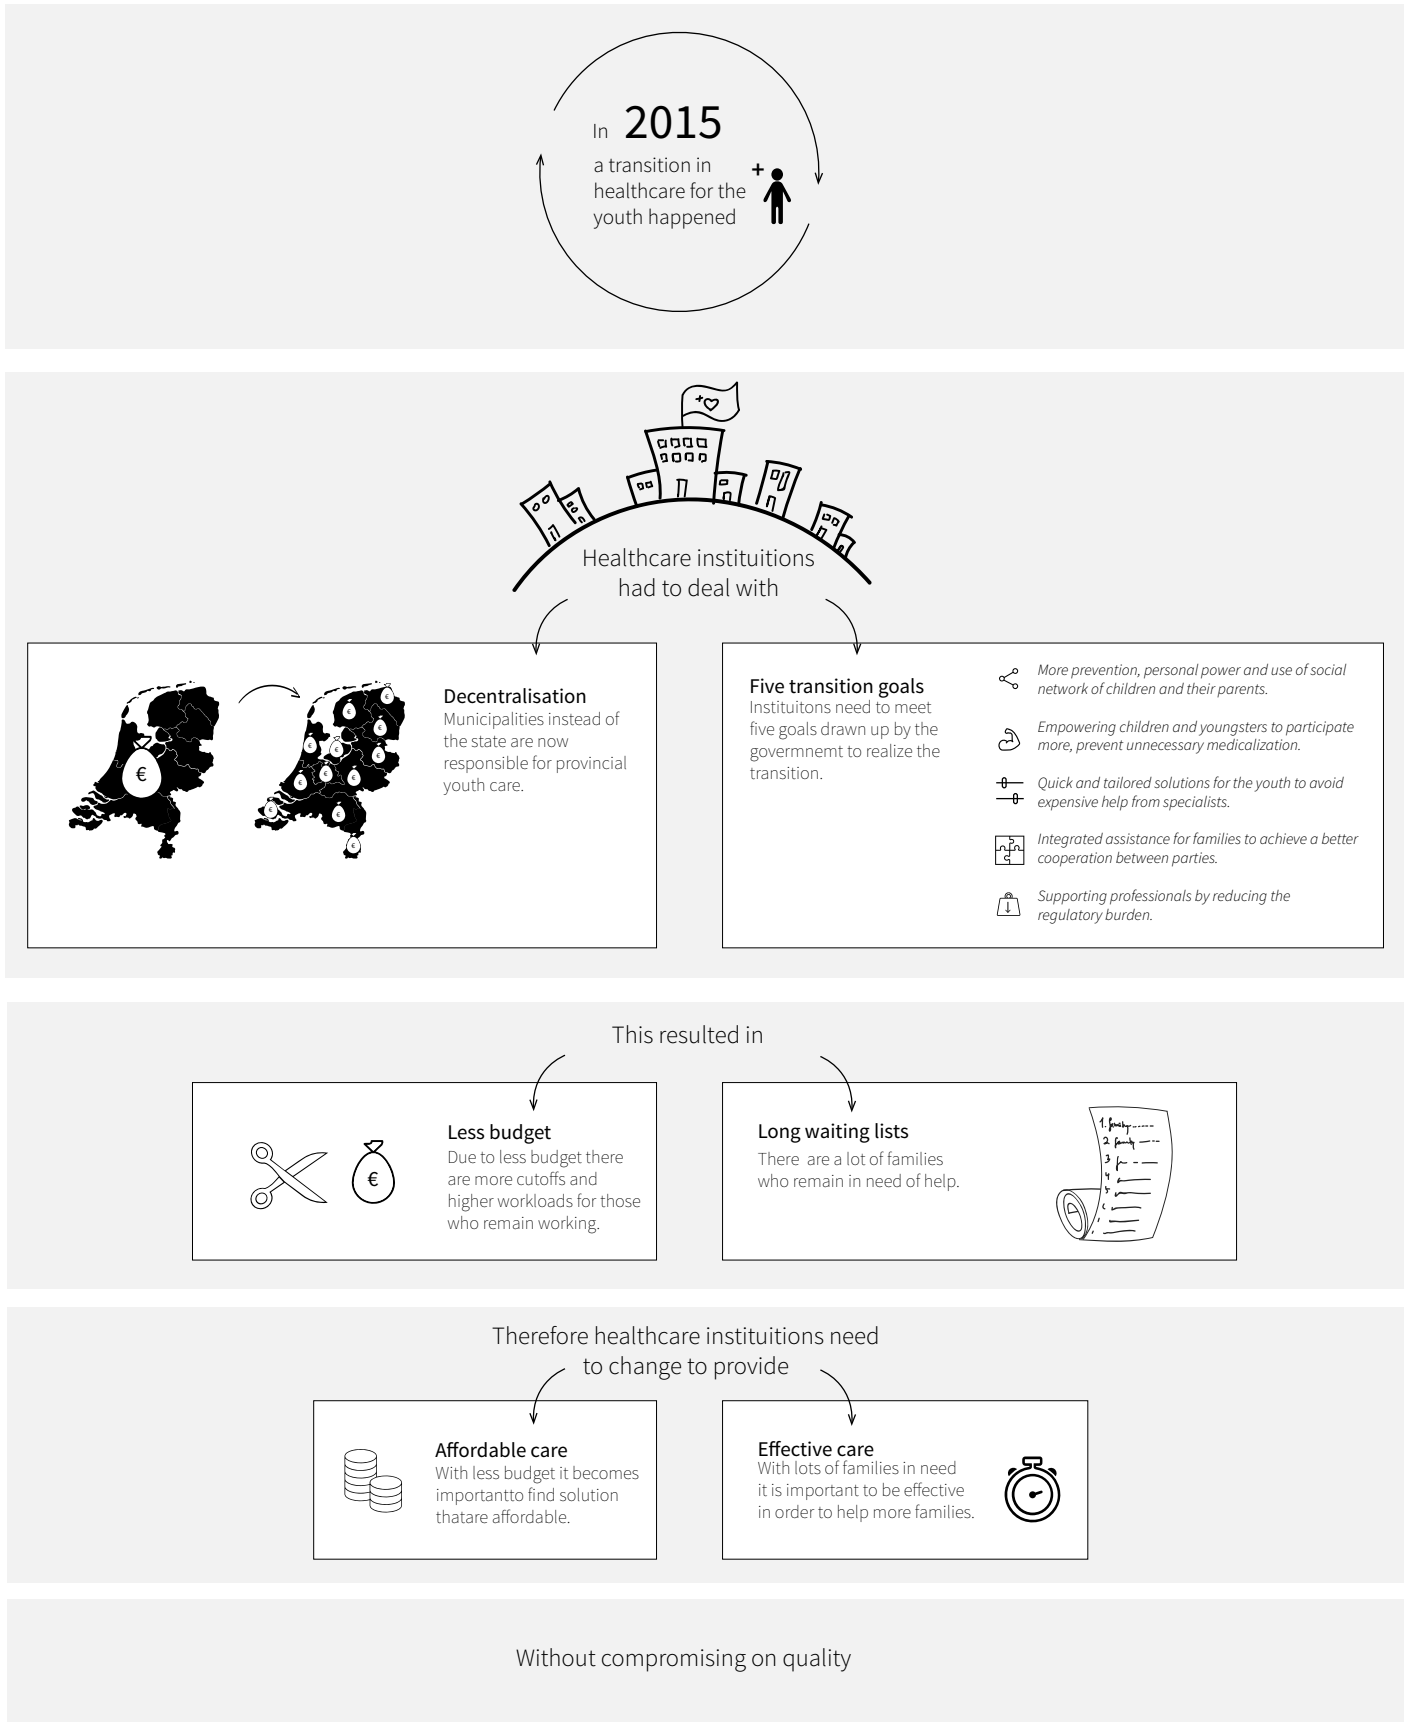 In 2015
a transition in
healthcare for the
youth happened
+
Healthcare instituitions
had to deal with
Decentralisation
Municipalities instead of
the state are now
responsible for provincial
youth care.
€
€
€
€
€
€
€
€
€
€
€
€
€
Five transition goals
Instituitons need to meet
five goals drawn up by the
governnemt to realize the
transition.
More prevention, personal power and use of social
network of children and their parents.
Empowering children and youngsters to participate
more, prevent unnecessary medicalization.
Quick and tailored solutions for the youth to avoid
expensive help from specialists.
Integrated assistance for families to achieve a better
cooperation between parties.
Supporting professionals by reducing the
regulatory burden.
This resulted in
€
Less budget
Due to less budget there
are more cutoffs and
higher workloads for those
who remain working.
Long waiting lists
There are a lot of families
who remain in need of help.
1. family
2 family
3
4
5
Therefore healthcare instituitions need
to change to provide
Affordable care
With less budget it becomes
importantto find solution
thatare affordable.
Effective care
With lots of families in need
it is important to be effective
in order to help more families.
Without compromising on quality